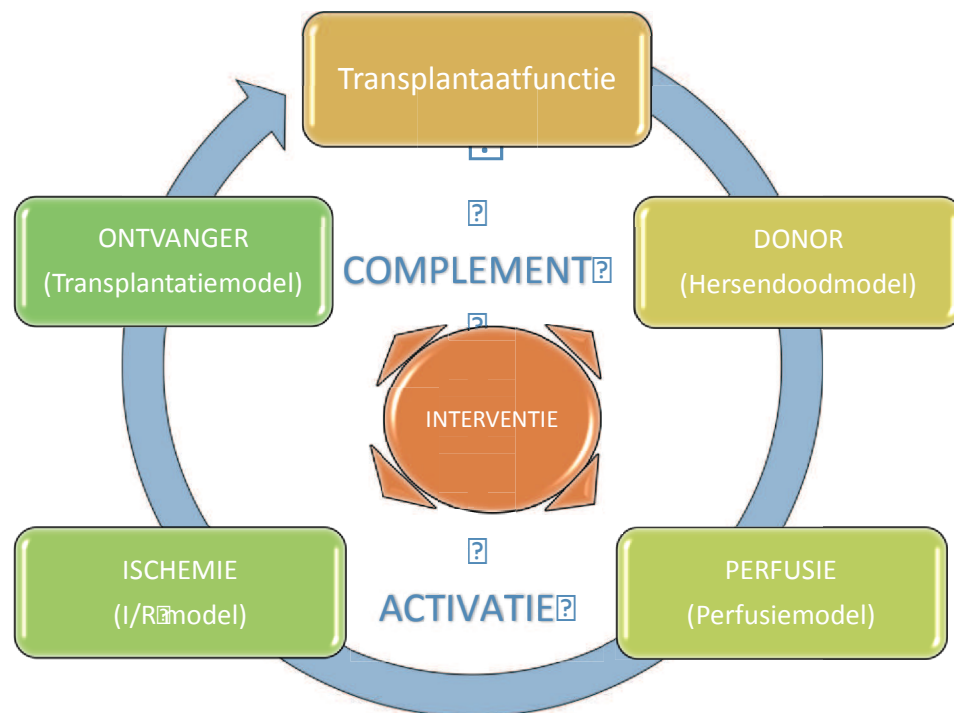 Transplantaatfunctie
ONTVANGER
(Transplantatiemodel)
COMPLEMENT
DONOR
(Hersendoodmodel)
INTERVENTIE
ISCHEMIE
(I/R model)
ACTIVATIE
PERFUSIE
(Perfusiemodel)